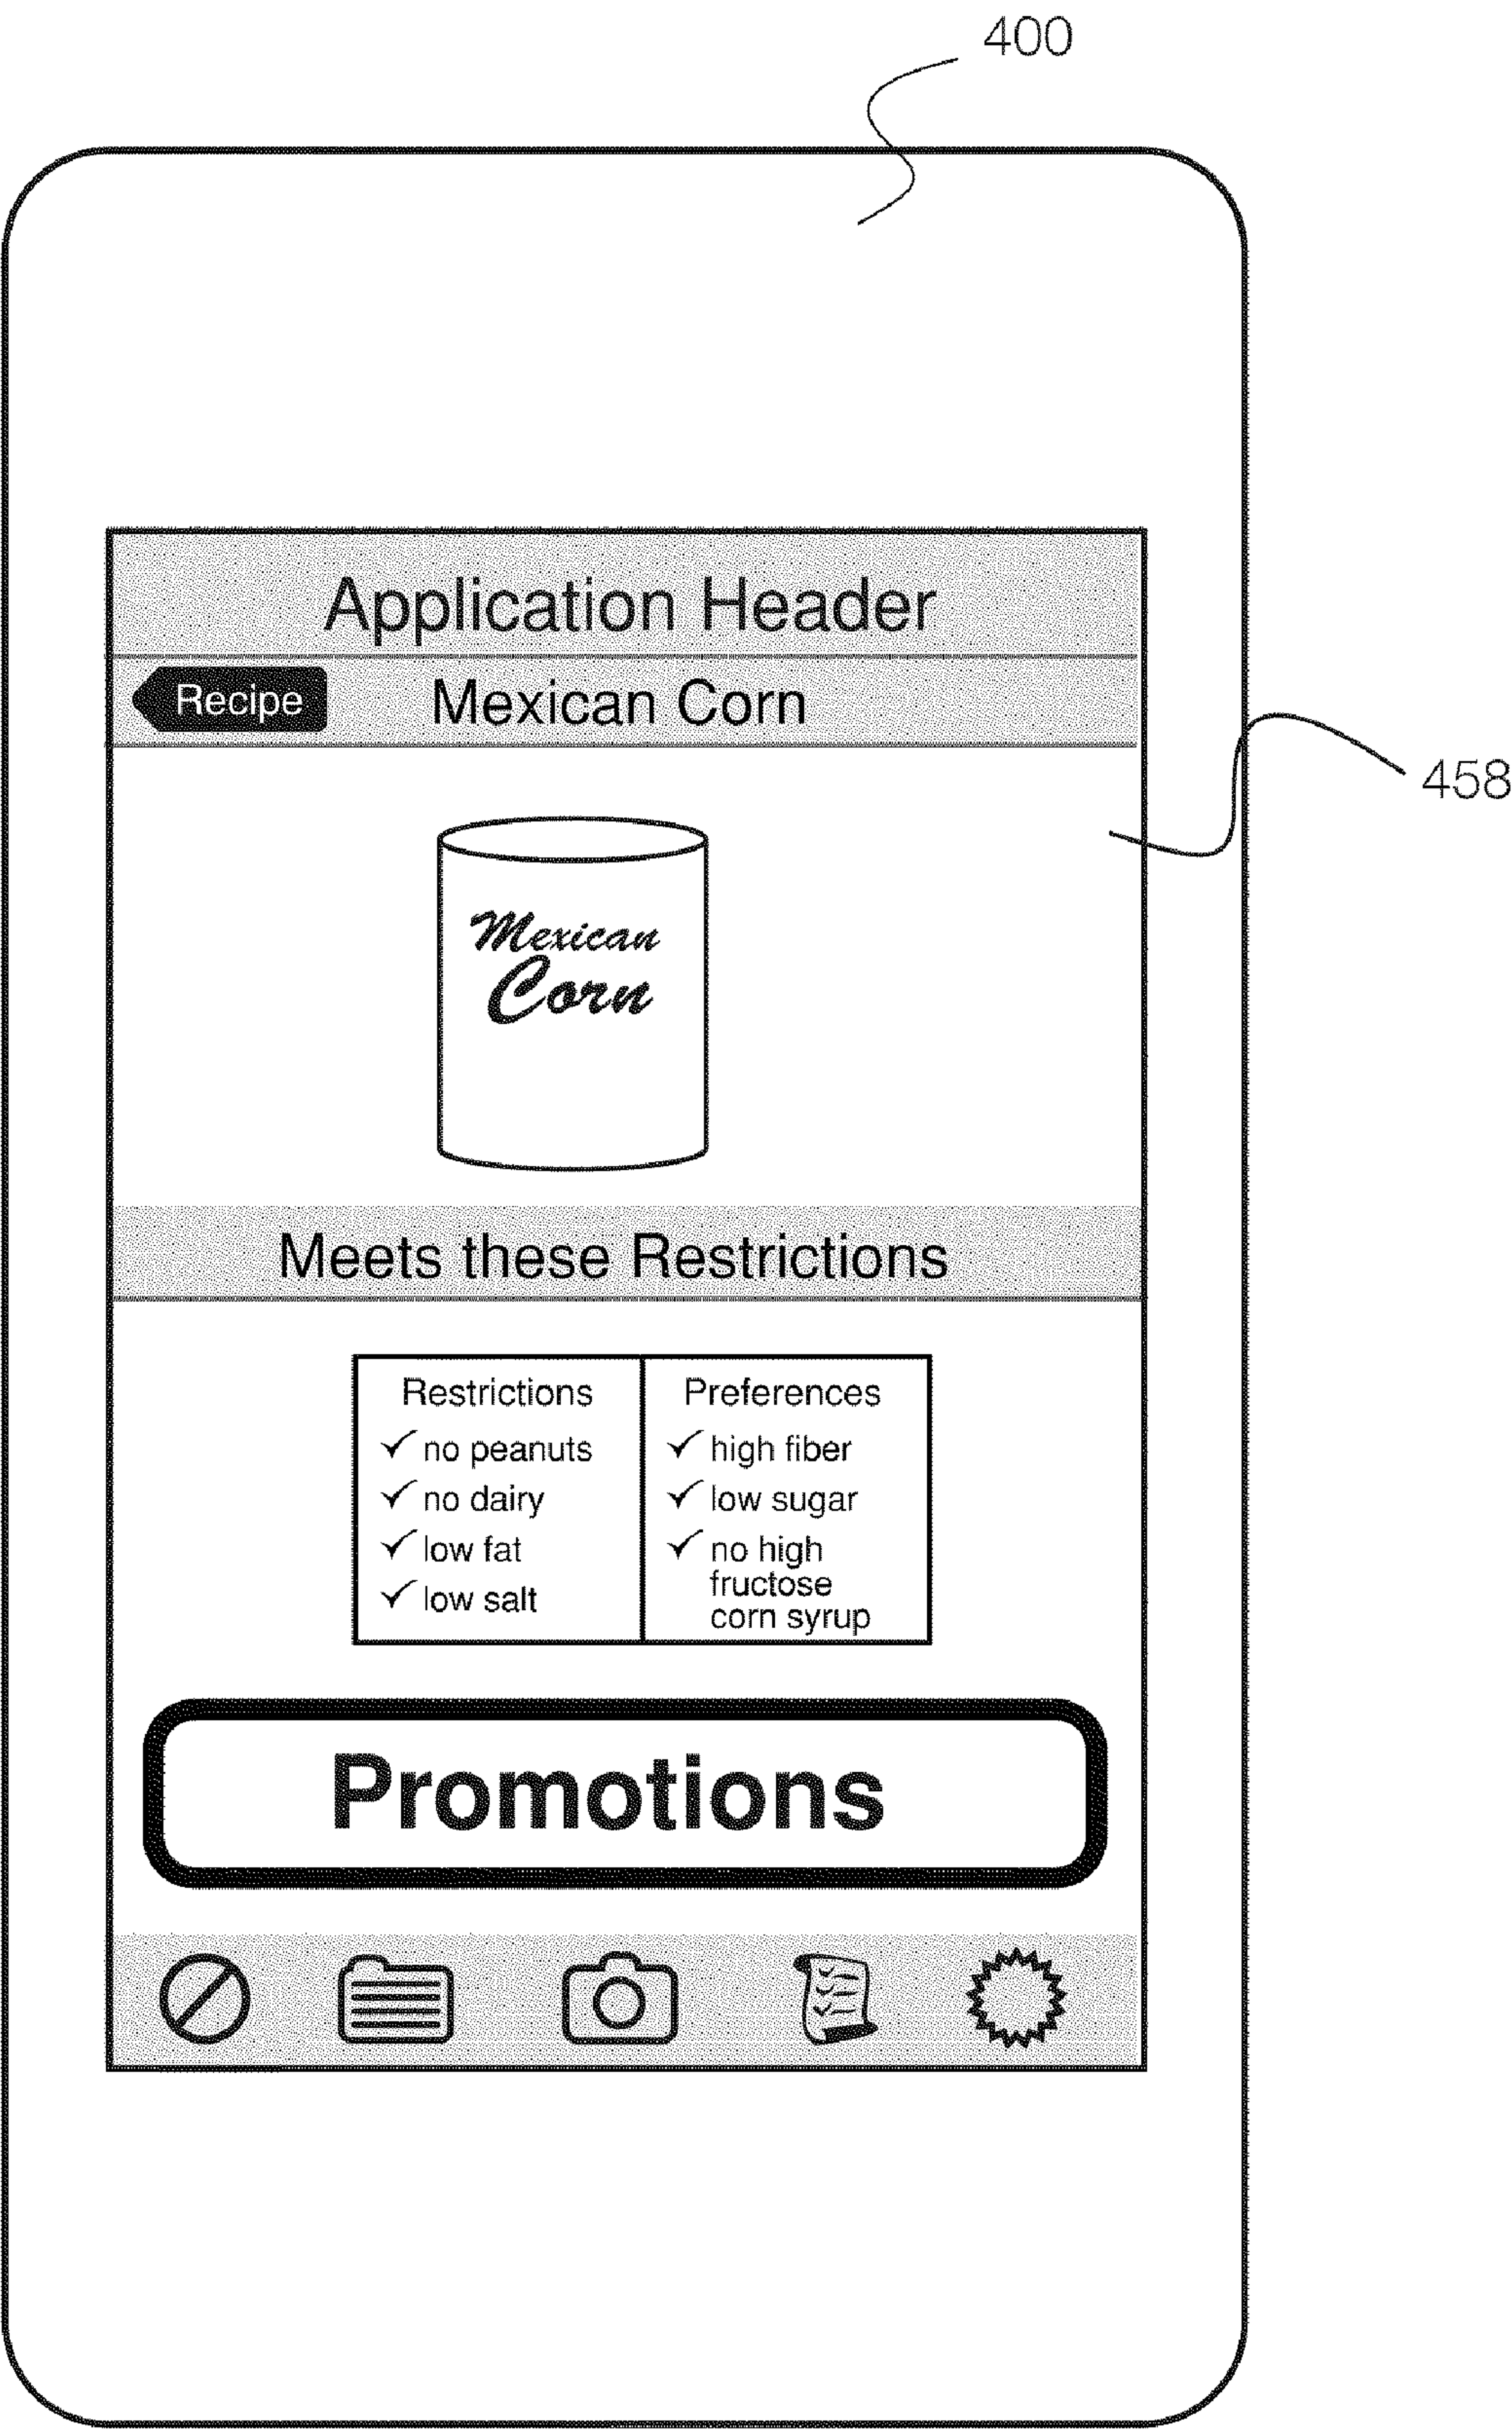 400
Application Header
Recipe
Mexican Corn
458
Mexican
Corn
Meets these Restrictions
Restrictions
no peanuts
no dairy
low fat
low salt
Preferences
high fiber
low sugar
no high
fructose
corn syrup
Promotions